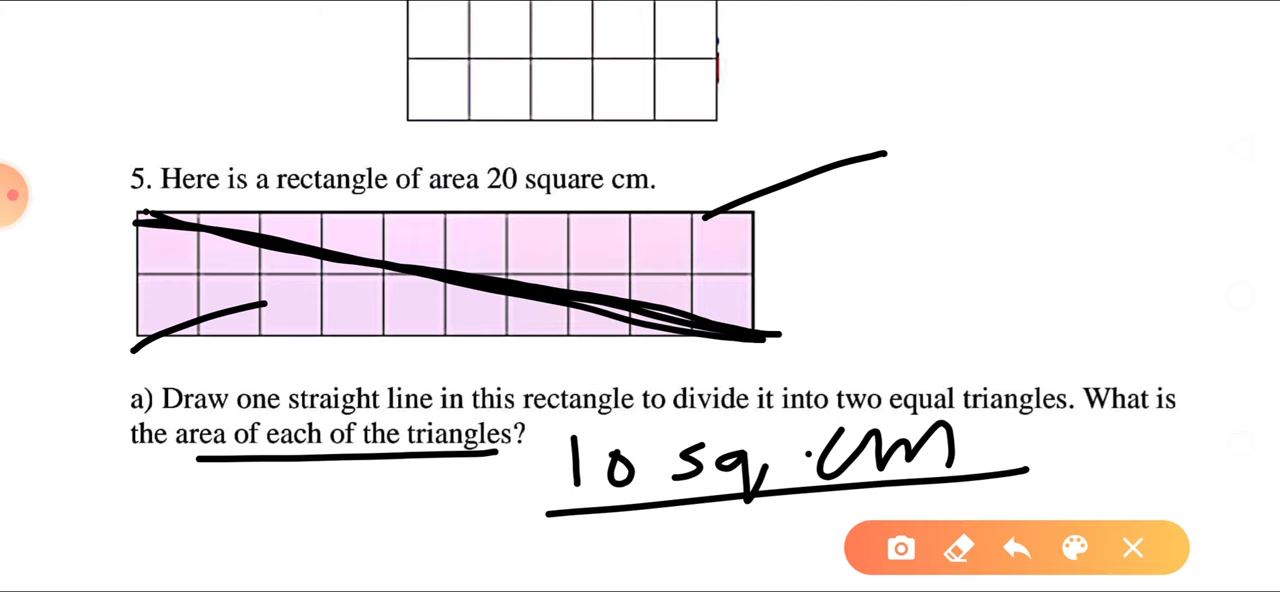 5. Here is a rectangle of area 20 square cm.
a) Draw one straight line in this rectangle to divide it into two equal triangles. What is
the area of each of the triangles?
10 sq.cm